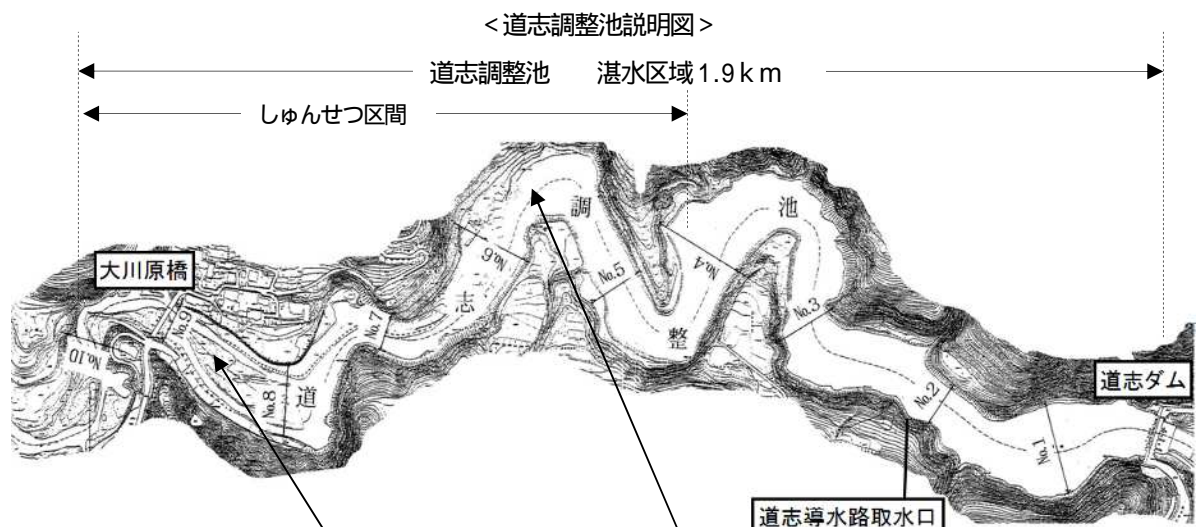 <道志調整池説明図>
道志調整池 湛水区域1.9km
しゅんせつ区間
大川原橋
道志ダム
道志導水路取水口
道
志
調
整
池
No.10
No.9
No.8
No.7
No.6
No.5
No.4
No.3
No.2
No.1